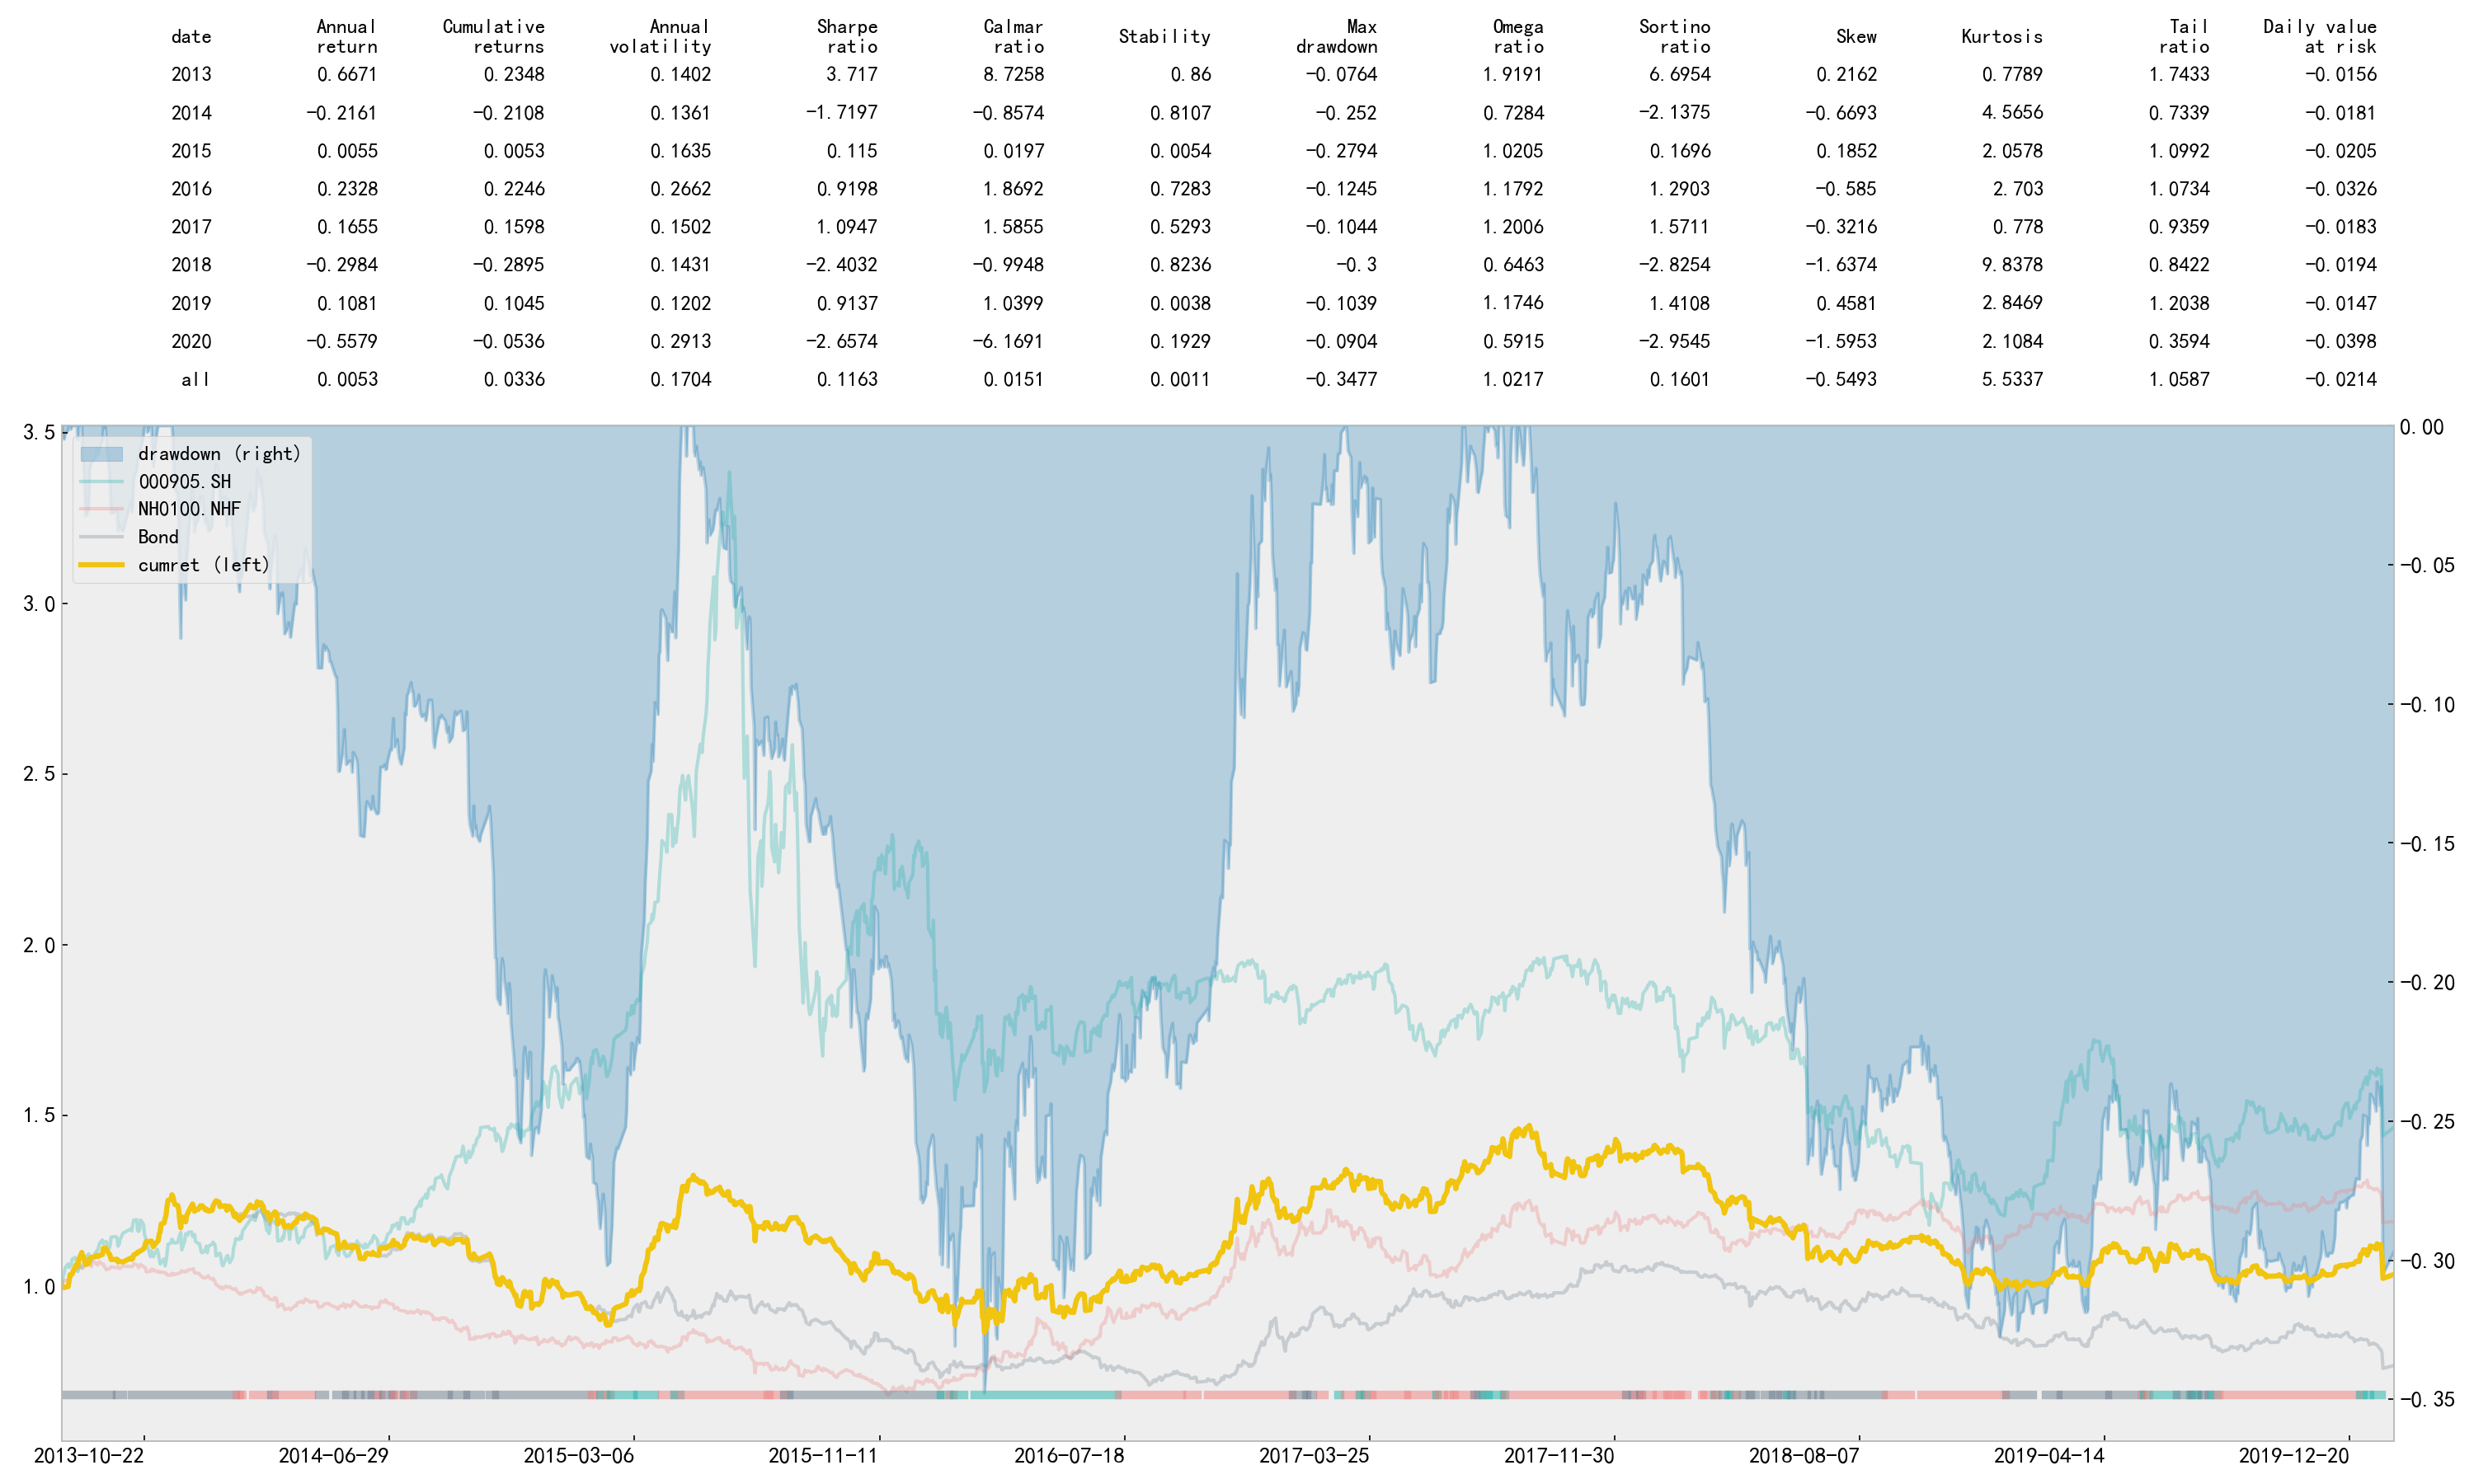 date Annual return Cumulative returns Annual volatility Sharpe ratio Calmar ratio Stability Max drawdown Omega ratio Sortino ratio Skew Kurtosis Tail ratio Daily value at risk
2013 0.6671 0.2348 0.1402 3.717 8.7258 0.86 -0.0764 1.9191 6.6954 0.2162 0.7789 1.7433 -0.0156
2014 -0.2161 -0.2108 0.1361 -1.7197 -0.8574 0.8107 -0.252 0.7284 -2.1375 -0.6693 4.5656 0.7339 -0.0181
2015 0.0055 0.0053 0.1635 0.115 0.0197 0.0054 -0.2794 1.0205 0.1696 0.1852 2.0578 1.0992 -0.0205
2016 0.2328 0.2246 0.2662 0.9198 1.8692 0.7283 -0.1245 1.1792 1.2903 -0.585 2.703 1.0734 -0.0326
2017 0.1655 0.1598 0.1502 1.0947 1.5855 0.5293 -0.1044 1.2006 1.5711 -0.3216 0.778 0.9359 -0.0183
2018 -0.2984 -0.2895 0.1431 -2.4032 -0.9948 0.8236 -0.3 0.6463 -2.8254 -1.6374 9.8378 0.8422 -0.0194
2019 0.1081 0.1045 0.1202 0.9137 1.0399 0.0038 -0.1039 1.1746 1.4108 0.4581 2.8469 1.2038 -0.0147
2020 -0.5579 -0.0536 0.2913 -2.6574 -6.1691 0.1929 -0.0904 0.5915 -2.9545 -1.5953 2.1084 0.3594 -0.0398
all 0.0053 0.0336 0.1704 0.1163 0.0151 0.0011 -0.3477 1.0217 0.1601 -0.5493 5.5337 1.0587 -0.0214
3.5
3.0
2.5
2.0
1.5
1.0
drawdown (right)
000905.SH
NH0100.NHF
Bond
cumret (left)
0.00
-0.05
-0.10
-0.15
-0.20
-0.25
-0.30
-0.35
2013-10-22 2014-06-29 2015-03-06 2015-11-11 2016-07-18 2017-03-25 2017-11-30 2018-08-07 2019-04-14 2019-12-20